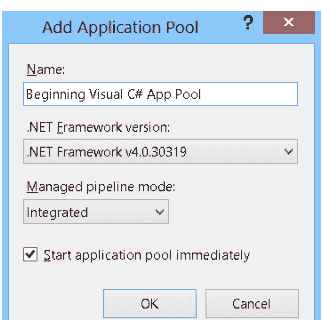 Add Application Pool ? ×
Name:
Beginning Visual C# App Pool
.NET Framework version:
.NET Framework v4.0.30319
Managed pipeline mode:
Integrated
Start application pool immediately
OK Cancel